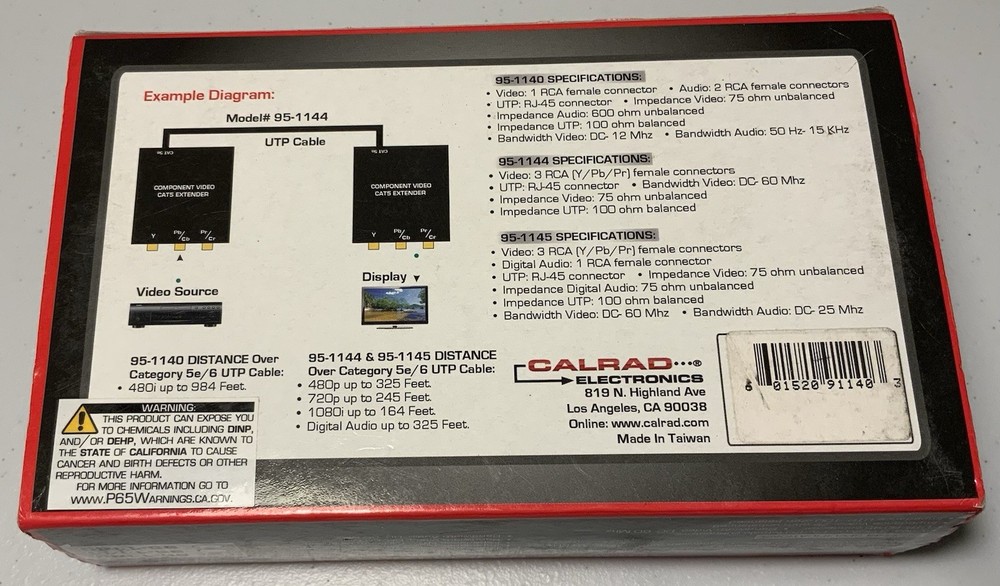 Example Diagram:
Model# 95-1144
UTP Cable
CAT 5e
CAT 5e
COMPONENT VIDEO
CAT5 EXTENDER
COMPONENT VIDEO
CAT5 EXTENDER
Y Pb/Cb Pr/Cr
Y Pb/Cb Pr/Cr
Video Source
Display
95-1140 SPECIFICATIONS:
• Video: 1 RCA female connector • Audio: 2 RCA female connectors
• UTP: RJ-45 connector • Impedance Video: 75 ohm unbalanced
• Impedance Audio: 600 ohm unbalanced
• Impedance UTP: 100 ohm balanced
• Bandwidth Video: DC- 12 Mhz • Bandwidth Audio: 50 Hz- 15 KHz
95-1144 SPECIFICATIONS:
• Video: 3 RCA (Y/Pb/Pr) female connectors
• UTP: RJ-45 connector • Bandwidth Video: DC- 60 Mhz
• Impedance Video: 75 ohm unbalanced
• Impedance UTP: 100 ohm balanced
95-1145 SPECIFICATIONS:
• Video: 3 RCA (Y/Pb/Pr) female connectors
• Digital Audio: 1 RCA female connector
• UTP: RJ-45 connector • Impedance Video: 75 ohm unbalanced
• Impedance Digital Audio: 75 ohm unbalanced
• Impedance UTP: 100 ohm balanced
• Bandwidth Video: DC- 60 Mhz • Bandwidth Audio: DC- 25 Mhz
95-1140 DISTANCE Over
Category 5e/6 UTP Cable:
• 480i up to 984 Feet.
95-1144 & 95-1145 DISTANCE
Over Category 5e/6 UTP Cable:
• 480p up to 325 Feet.
• 720p up to 245 Feet.
• 1080i up to 164 Feet.
• Digital Audio up to 325 Feet.
CALRAD...®
ELECTRONICS
819 N. Highland Ave
Los Angeles, CA 90038
Online: www.calrad.com
Made In Taiwan
6 01520 91140 3
WARNING:
THIS PRODUCT CAN EXPOSE YOU
TO CHEMICALS INCLUDING DINP,
AND/OR DEHP, WHICH ARE KNOWN TO
THE STATE OF CALIFORNIA TO CAUSE
CANCER AND BIRTH DEFECTS OR OTHER
REPRODUCTIVE HARM.
FOR MORE INFORMATION GO TO
WWW.P65WARNINGS.CA.GOV.